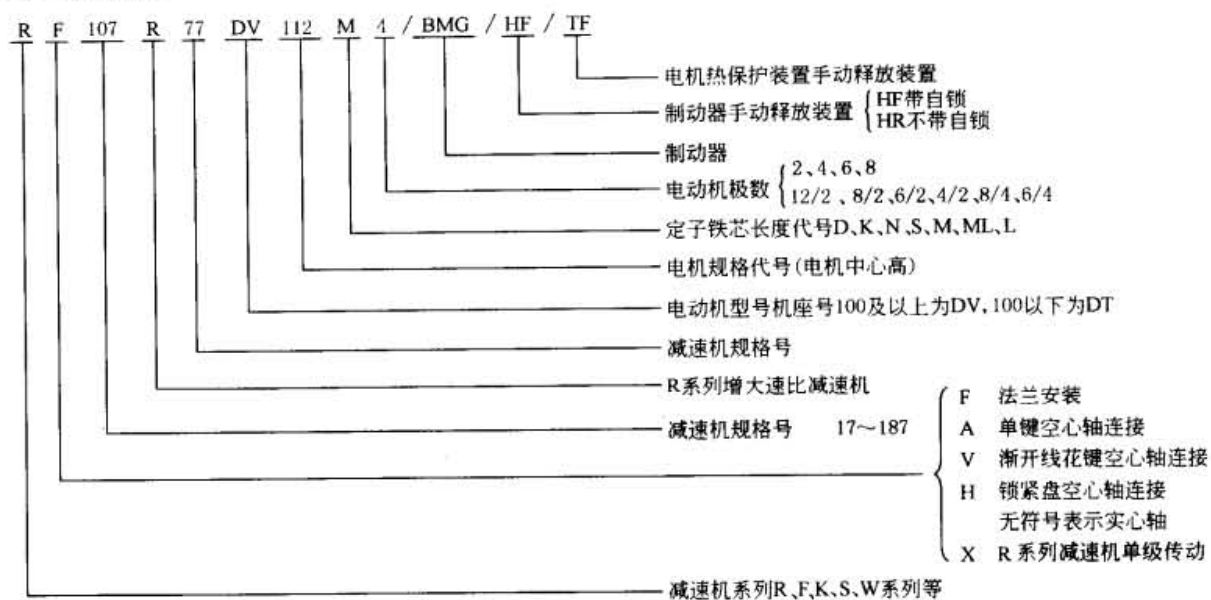 R F 107 R 77 DV 112 M 4 / BMG / HF / TF
电机热保护装置手动释放装置
制动器手动释放装置 HF带自锁
HR不带自锁
制动器
电动机极数 2、4、6、8
12/2 、8/2、6/2、4/2、8/4、6/4
定子铁芯长度代号D、K、N、S、M、ML、L
电机规格代号(电机中心高)
电动机型号机座号100及以上为DV,100以下为DT
减速机规格号
R系列增大速比减速机
减速机规格号 17～187
F 法兰安装
A 单键空心轴连接
V 渐开线花键空心轴连接
H 锁紧盘空心轴连接
无符号表示实心轴
X R系列减速机单级传动
减速机系列R、F、K、S、W系列等